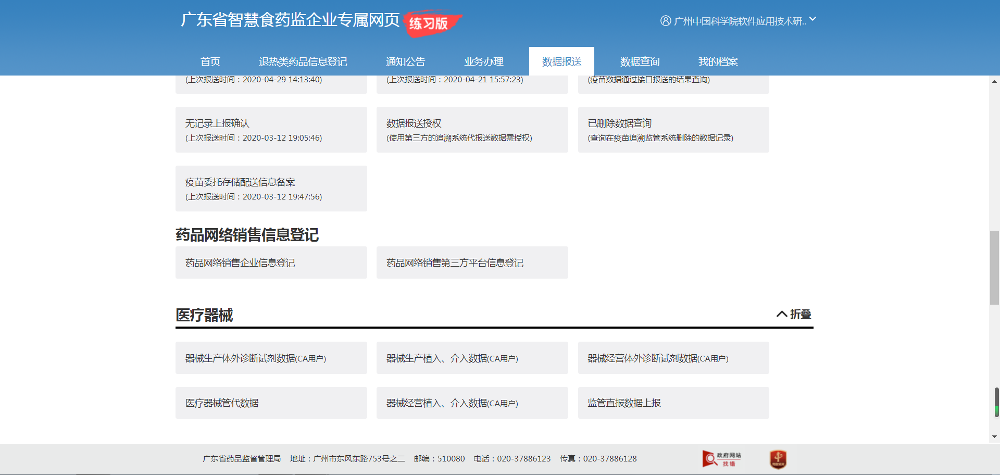 广东省智慧食药监企业专属网页
练习版
广州中国科学院软件应用技术研..
首页
退热类药品信息登记
通知公告
业务办理
数据报送
数据查询
我的档案
(上次报送时间：2020-04-29 14:13:40)
(上次报送时间：2020-04-21 15:57:23)
(疫苗数据通过接口报送的结果查询)
无记录上报确认
(上次报送时间：2020-03-12 19:05:46)
数据报送授权
(使用第三方的追溯系统代报送数据需授权)
已删除数据查询
(查询在疫苗追溯监管系统删除的数据记录)
疫苗委托存储配送信息备案
(上次报送时间：2020-03-12 19:47:56)
药品网络销售信息登记
药品网络销售企业信息登记
药品网络销售第三方平台信息登记
医疗器械
折叠
器械生产体外诊断试剂数据(CA用户)
器械生产植入、介入数据(CA用户)
器械经营体外诊断试剂数据(CA用户)
医疗器械管代数据
器械经营植入、介入数据(CA用户)
监管直报数据上报
广东省药品监督管理局 地址：广州市东风东路753号之二 邮编：510080 电话：020-37886123 传真：020-37886128
政府网站
找错